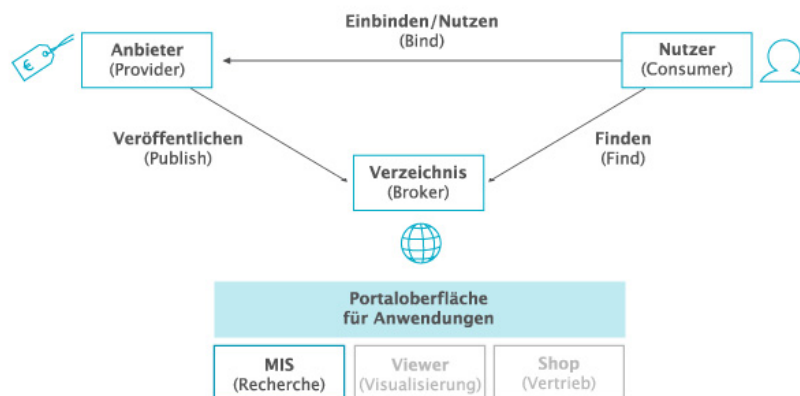 Einbinden/Nutzen
(Bind)
Anbieter
(Provider)
Nutzer
(Consumer)
€
Veröffentlichen
(Publish)
Finden
(Find)
Verzeichnis
(Broker)
Portaloberfläche
für Anwendungen
MIS
(Recherche)
Viewer
(Visualisierung)
Shop
(Vertrieb)